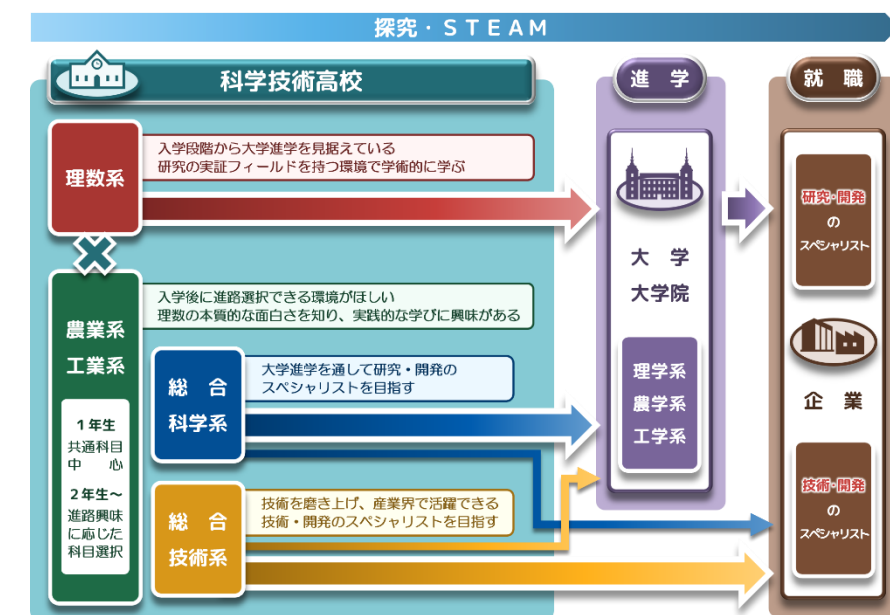 探究・STEAM
科学技術高校
進学
就職
理数系
入学段階から大学進学を見据えている
研究の実証フィールドを持つ環境で学術的に学ぶ
農業系
工業系
1年生
共通科目
中心
2年生~
進路興味
に応じた
科目選択
入学後に進路選択できる環境がほしい
理数の本質的な面白さを知り、実践的な学びに興味がある
総合
科学系
大学進学を通して研究・開発の
スペシャリストを目指す
総合
技術系
技術を磨き上げ、産業界で活躍できる
技術・開発のスペシャリストを目指す
大学
大学院
理学系
農学系
工学系
研究・開発
の
スペシャリスト
企業
技術・開発
の
スペシャリスト